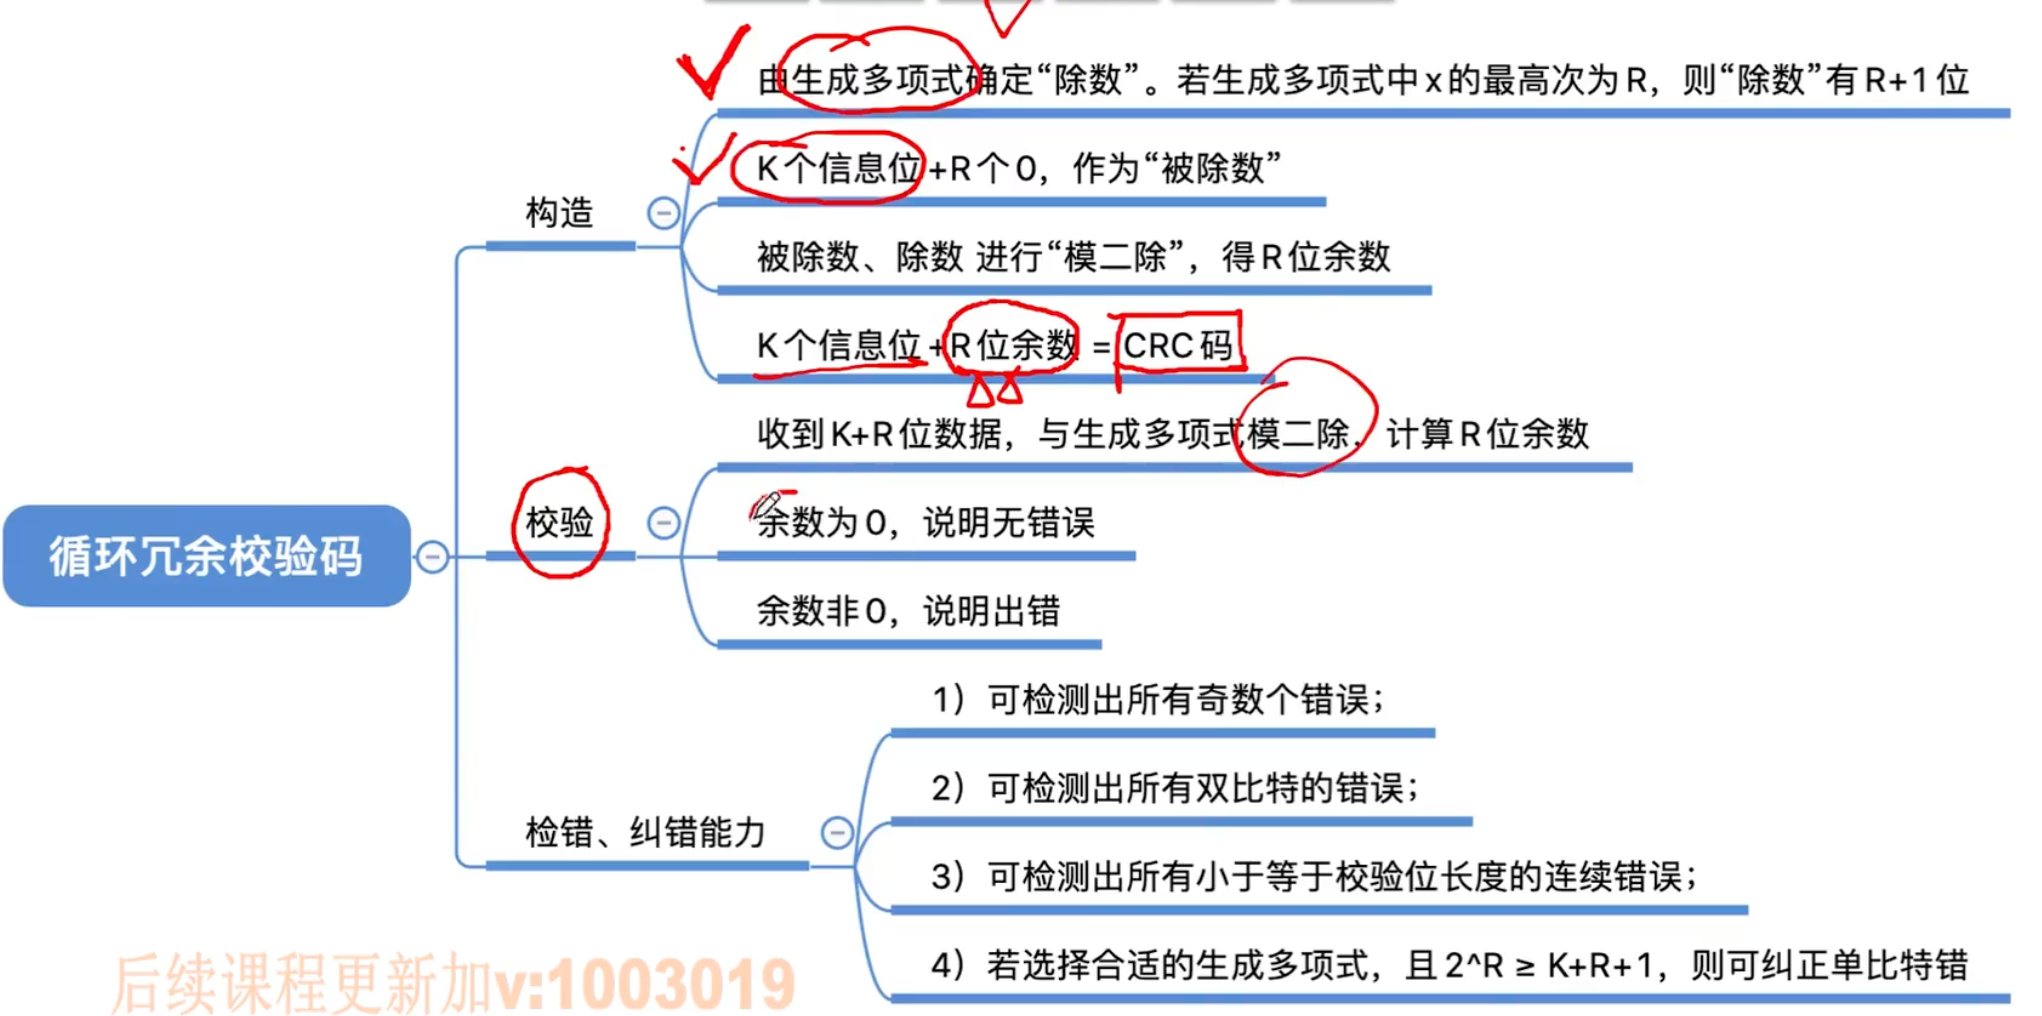 由生成多项式确定“除数”。若生成多项式中x的最高次为R，则“除数”有R+1位
K个信息位+R个0，作为“被除数”
构造
被除数、除数 进行“模二除”，得R位余数
K个信息位+R位余数 = CRC码
收到K+R位数据，与生成多项式模二除，计算R位余数
校验
余数为0，说明无错误
循环冗余校验码
余数非0，说明出错
1）可检测出所有奇数个错误；
2）可检测出所有双比特的错误；
检错、纠错能力
3）可检测出所有小于等于校验位长度的连续错误；
4）若选择合适的生成多项式，且2^R ≥ K+R+1，则可纠正单比特错
后续课程更新加v:1003019